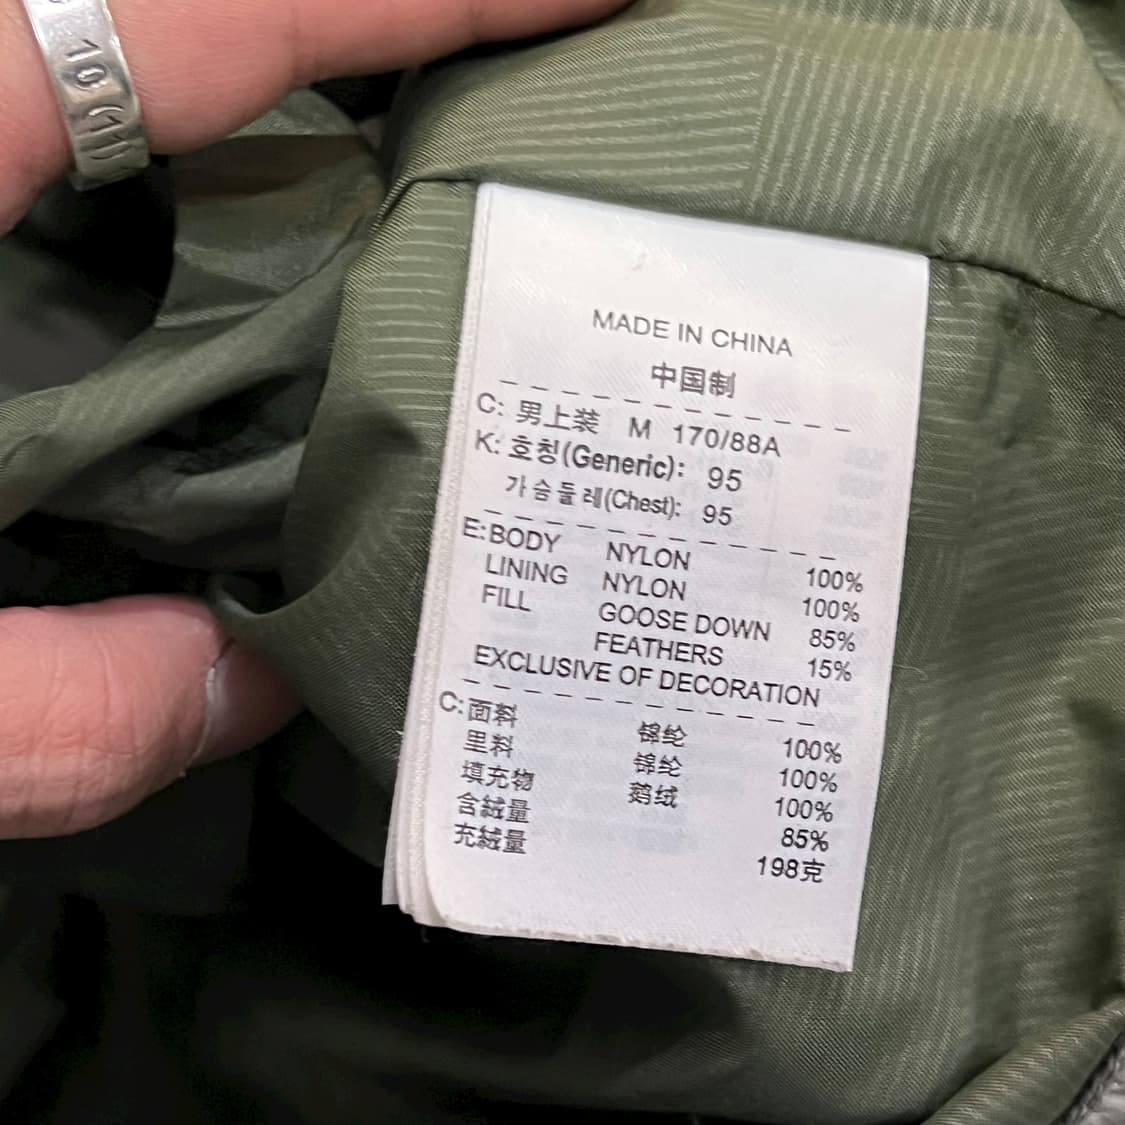 10 (11)
MADE IN CHINA
中国制
C: 男上装 M 170/88A
K: 호칭(Generic): 95
가슴둘레(Chest): 95
E:BODY NYLON 100%
LINING NYLON 100%
FILL GOOSE DOWN 85%
FEATHERS 15%
EXCLUSIVE OF DECORATION
C:面料 锦纶 100%
里料 锦纶 100%
填充物 鹅绒 100%
含絨量 85%
充絨量 198克